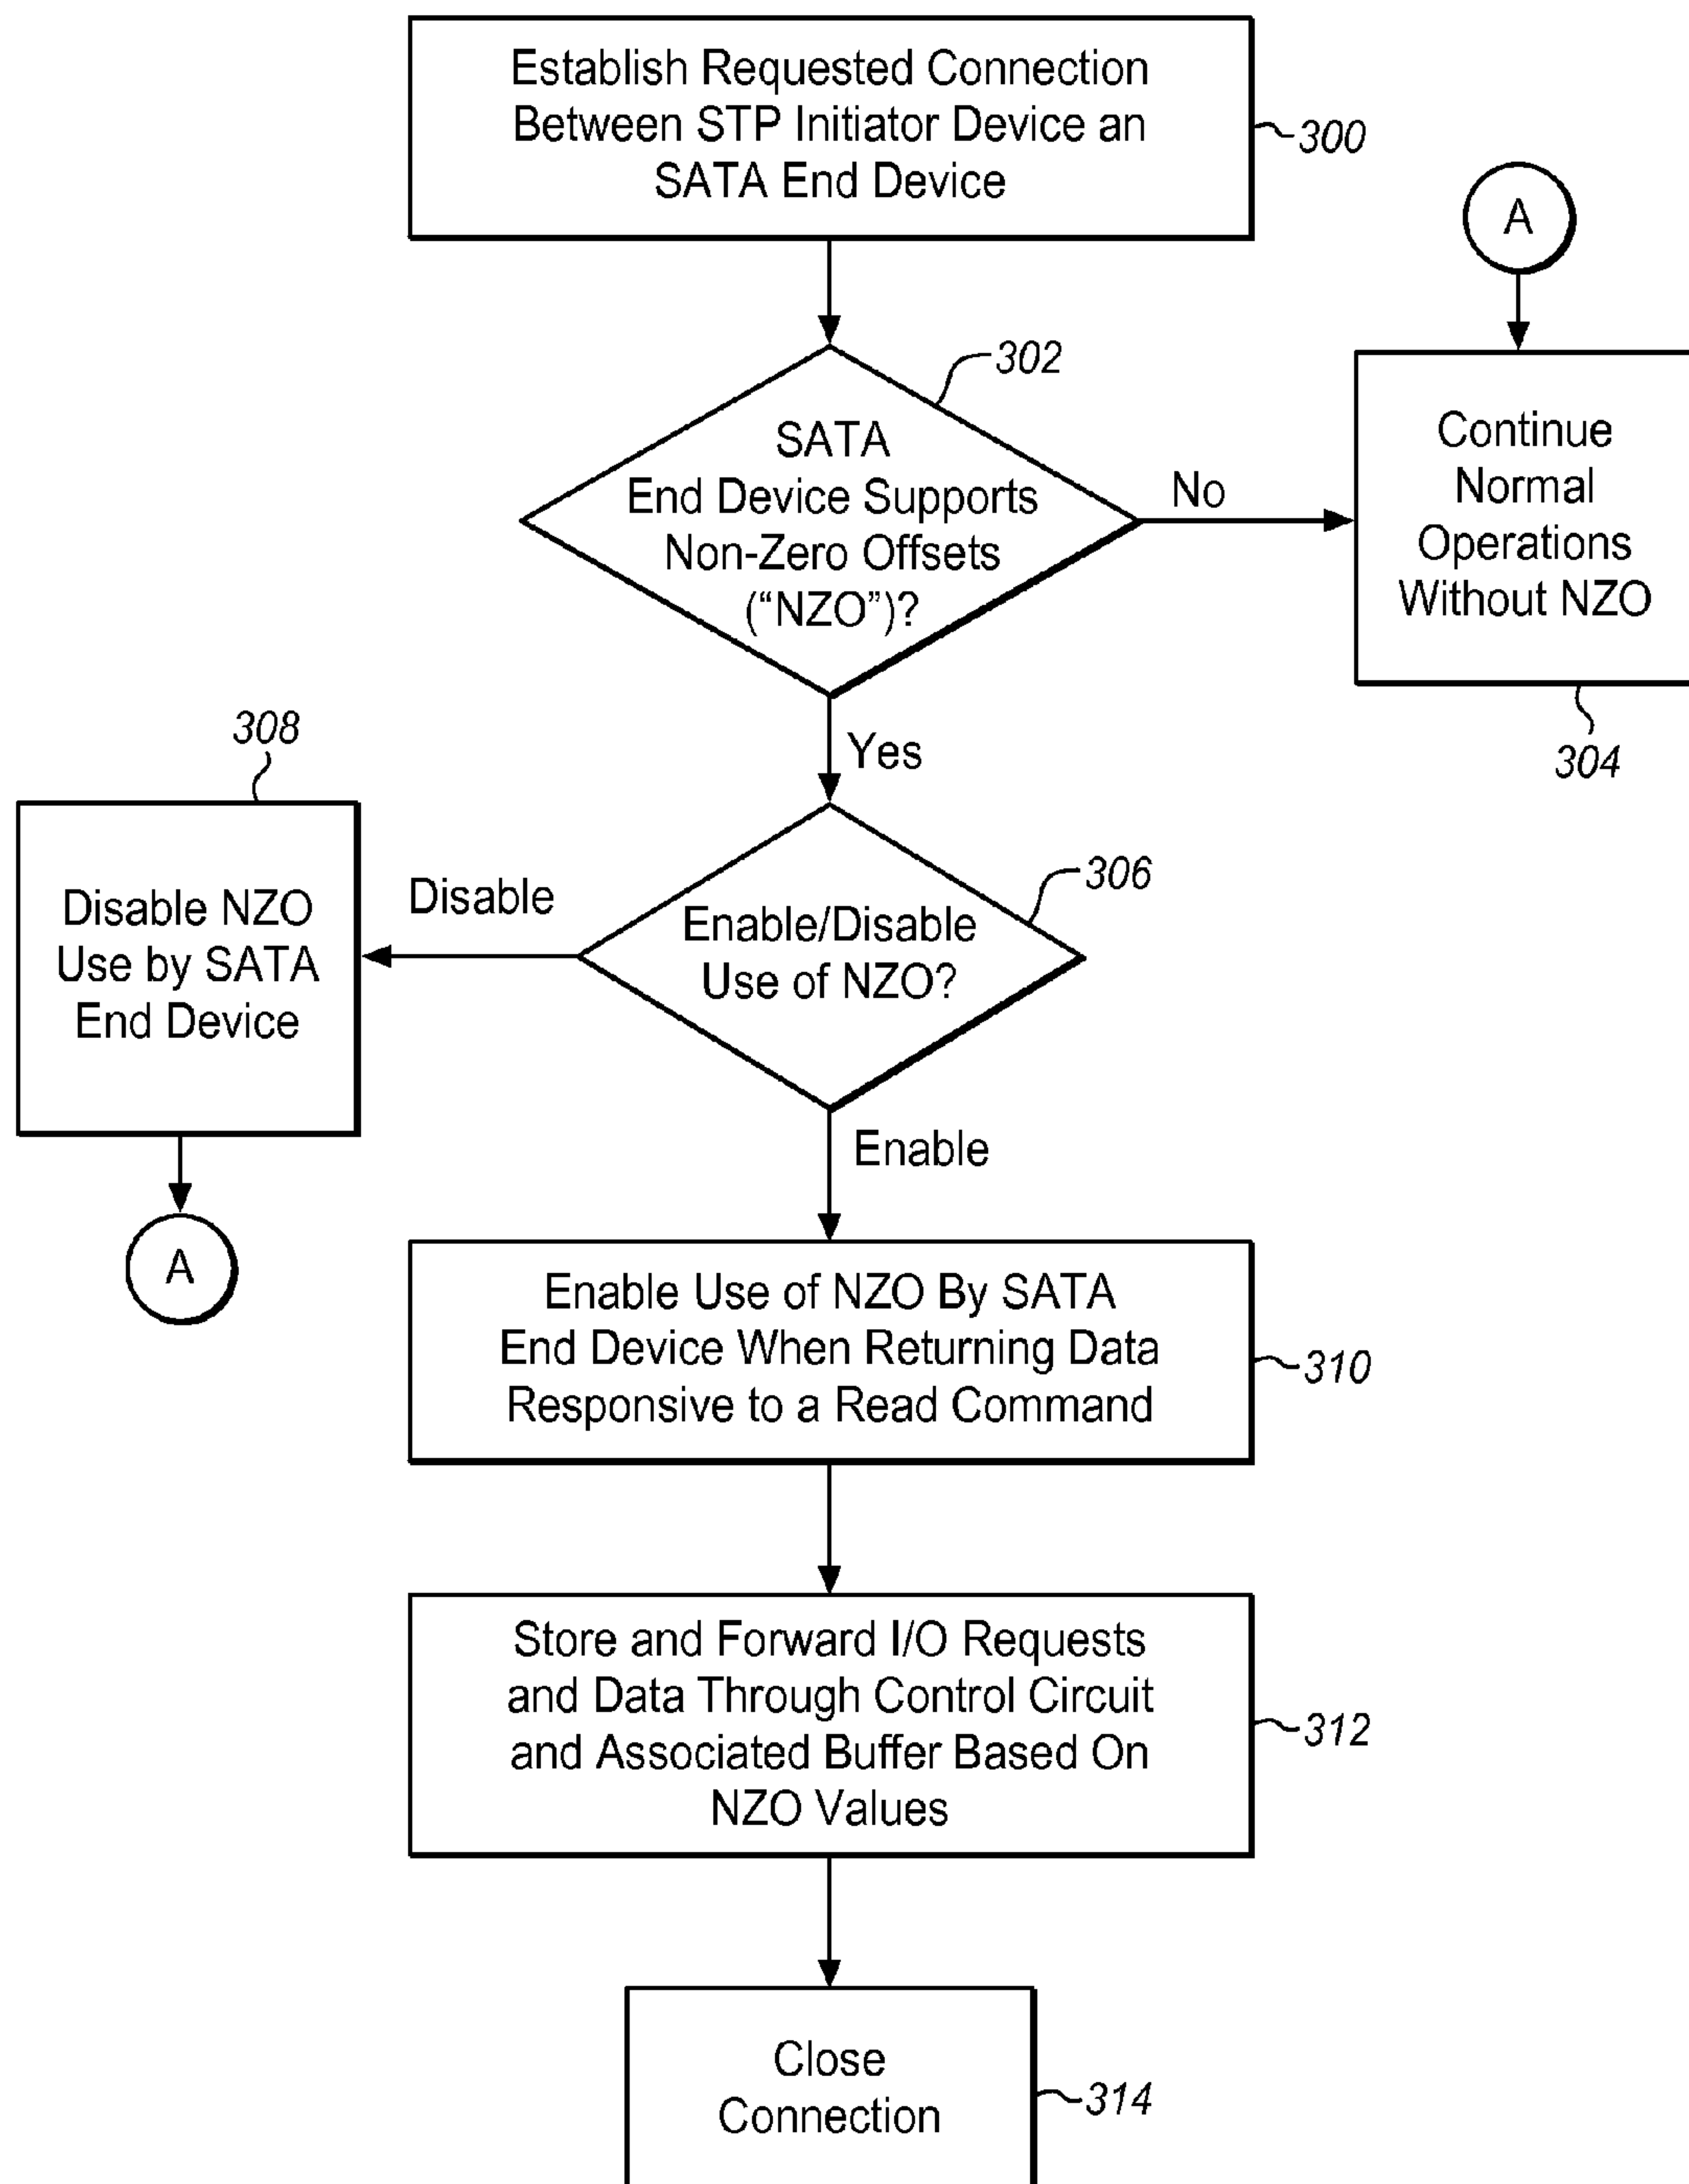 Establish Requested Connection
Between STP Initiator Device an
SATA End Device
300
A
302
SATA
End Device Supports
Non-Zero Offsets
(“NZO”)?
No
Continue
Normal
Operations
Without NZO
304
Yes
308
Disable NZO
Use by SATA
End Device
Disable
306
Enable/Disable
Use of NZO?
Enable
A
Enable Use of NZO By SATA
End Device When Returning Data
Responsive to a Read Command
310
Store and Forward I/O Requests
and Data Through Control Circuit
and Associated Buffer Based On
NZO Values
312
Close
Connection
314